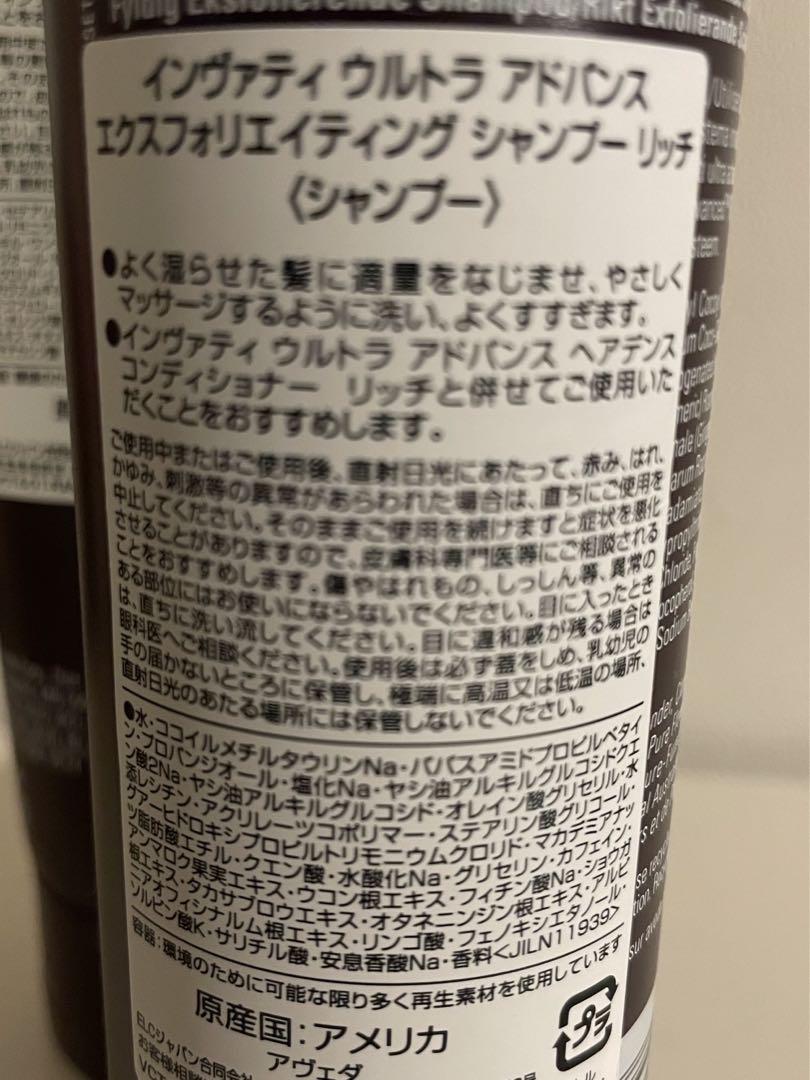 Fyldig Eksfolierende Shampoo/Rikt Exfolierande
インヴァティ ウルトラ アドバンス
エクスフォリエイティング シャンプー リッチ
〈シャンプー〉
●よく湿らせた髪に適量をなじませ、やさしく
マッサージするように洗い、よくすすぎます。
●インヴァティ ウルトラ アドバンス ヘアデンス
コンディショナー リッチと併せてご使用いた
だくことをおすすめします。
ご使用中またはご使用後、直射日光にあたって、赤み、はれ、
かゆみ、刺激等の異常があらわれた場合は、直ちにご使用を
中止してください。そのままご使用を続けますと症状を悪化
させることがありますので、皮膚科専門医等にご相談される
ことをおすすめします。傷やはれもの、しっしん等、異常の
ある部位にはお使いにならないでください。目に入ったとき
は、直ちに洗い流してください。目に違和感が残る場合は
眼科医へご相談ください。使用後は必ず蓋をしめ、乳幼児の
手の届かないところに保管し、極端に高温又は低温の場所、
直射日光のあたる場所には保管しないでください。
●水・ココイルメチルタウリンNa・ババスアミドプロピルベタイ
ン・プロパンジオール・塩化Na・ヤシ油アルキルグルコシドクエ
ン酸2Na・ヤシ油アルキルグルコシド・オレイン酸グリセリル・水
添レシチン・アクリレーツコポリマー・ステアリン酸グリコール・
グアーヒドロキシプロピルトリモニウムクロリド・マカデミアナッ
ツ脂肪酸エチル・クエン酸・水酸化Na・グリセリン・カフェイン・
アンマロク果実エキス・ウコン根エキス・フィチン酸Na・ショウガ
根エキス・タカサブロウエキス・オタネニンジン根エキス・アルピ
ニアオフィシナルム根エキス・リンゴ酸・フェノキシエタノール・
ソルビン酸K・サリチル酸・安息香酸Na・香料<JILN11939>
容器:環境のために可能な限り多く再生素材を使用しています
原産国:アメリカ
ELCジャパン合同会社
アヴェダ
お客様相談
プラ